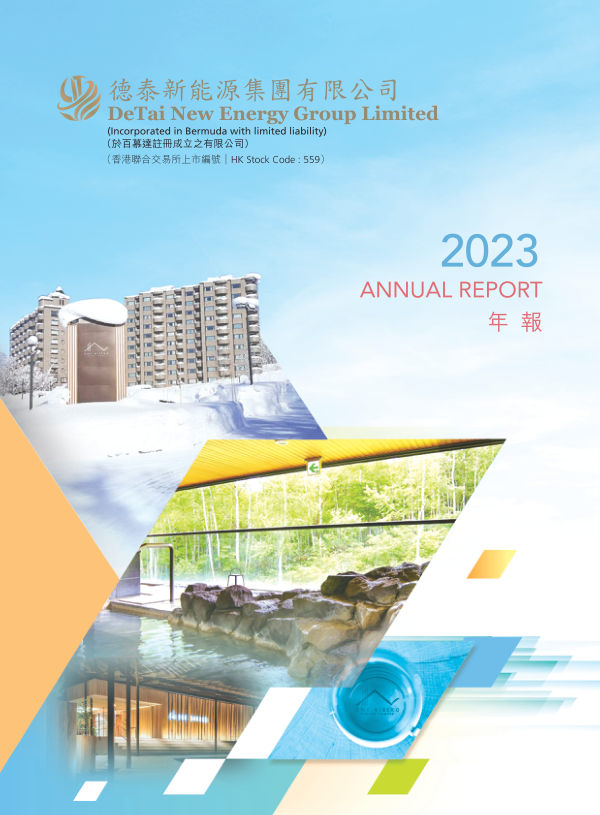 德泰新能源集團有限公司
DeTai New Energy Group Limited
(Incorporated in Bermuda with limited liability)
(於百慕達註冊成立之有限公司)
(香港聯合交易所上市編號｜HK Stock Code : 559)
2023
ANNUAL REPORT
年 報